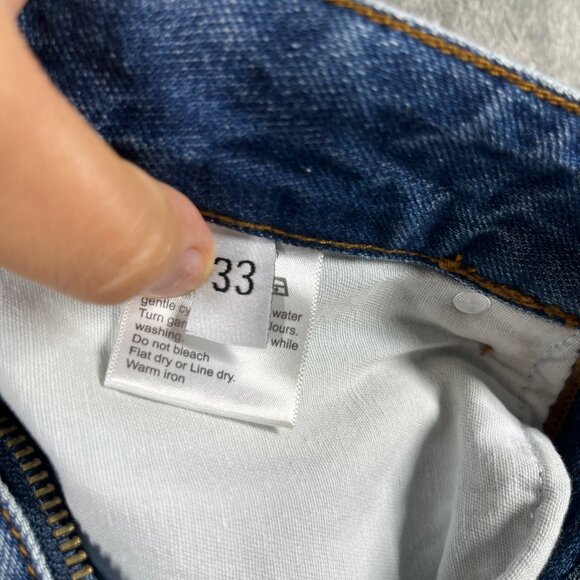 33
gentle cy water
Turn gar lours.
washing. while
Do not bleach
Flat dry or Line dry.
Warm iron